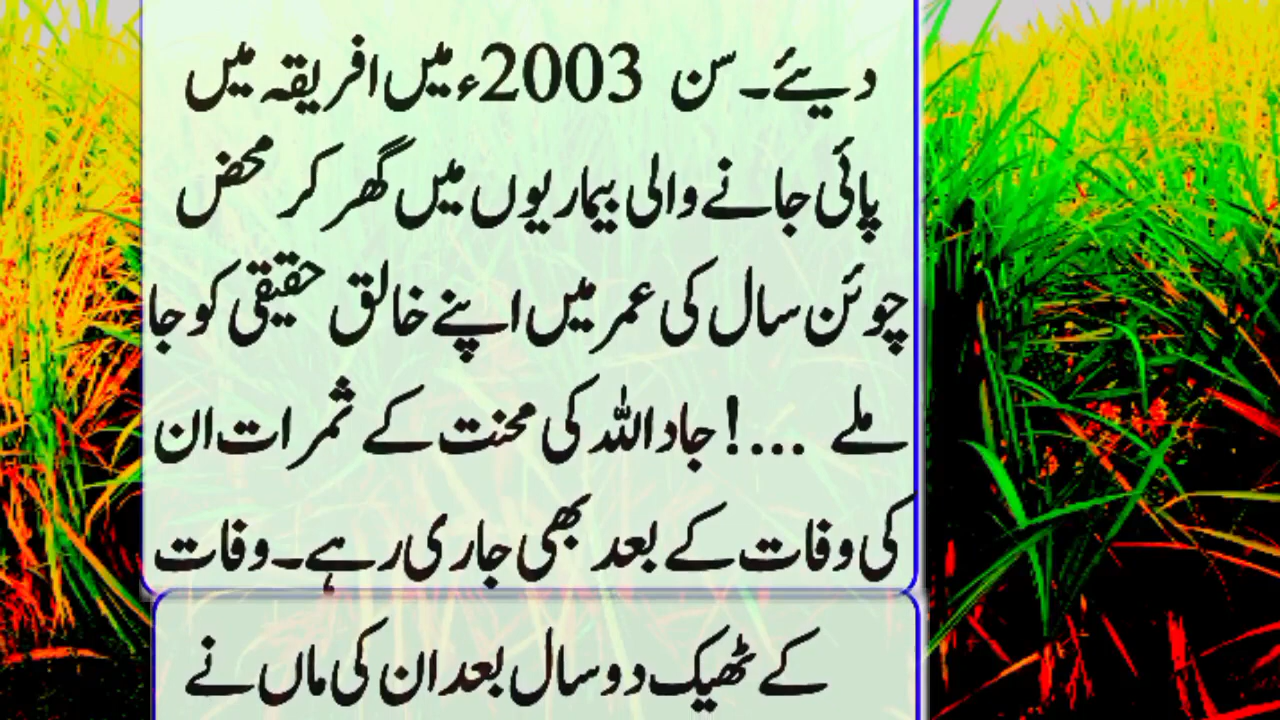 دیئے۔ سن 2003ء میں افریقہ میں
پائی جانے والی بیماریوں میں گھر کر محض
چوئن سال کی عمر میں اپنے خالق حقیقی کو جا
ملے ...! جاد اللہ کی محنت کے ثمرات ان
کی وفات کے بعد بھی جاری رہے۔ وفات
کے ٹھیک دو سال بعد ان کی ماں نے